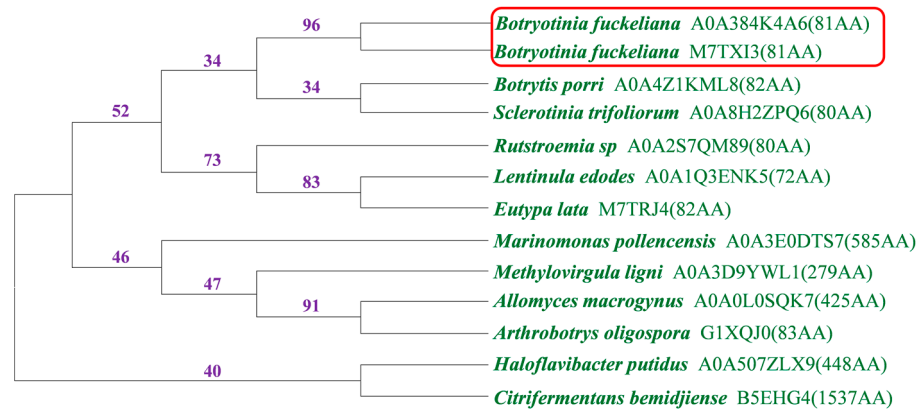 96
Botryotinia fuckeliana A0A384K4A6(81AA)
Botryotinia fuckeliana M7TXI3(81AA)
34
34
Botrytis porri A0A4Z1KML8(82AA)
Sclerotinia trifoliorum A0A8H2ZPQ6(80AA)
52
73
Rutstroemia sp A0A2S7QM89(80AA)
83
Lentinula edodes A0A1Q3ENK5(72AA)
Eutypa lata M7TRJ4(82AA)
46
Marinomonas pollencensis A0A3E0DTS7(585AA)
47
Methylovirgula ligni A0A3D9YWL1(279AA)
91
Allomyces macrogynus A0A0L0SQK7(425AA)
Arthrobotrys oligospora G1XQJ0(83AA)
40
Haloflavibacter putidus A0A507ZLX9(448AA)
Citrifermentans bemidjiense B5EHG4(1537AA)